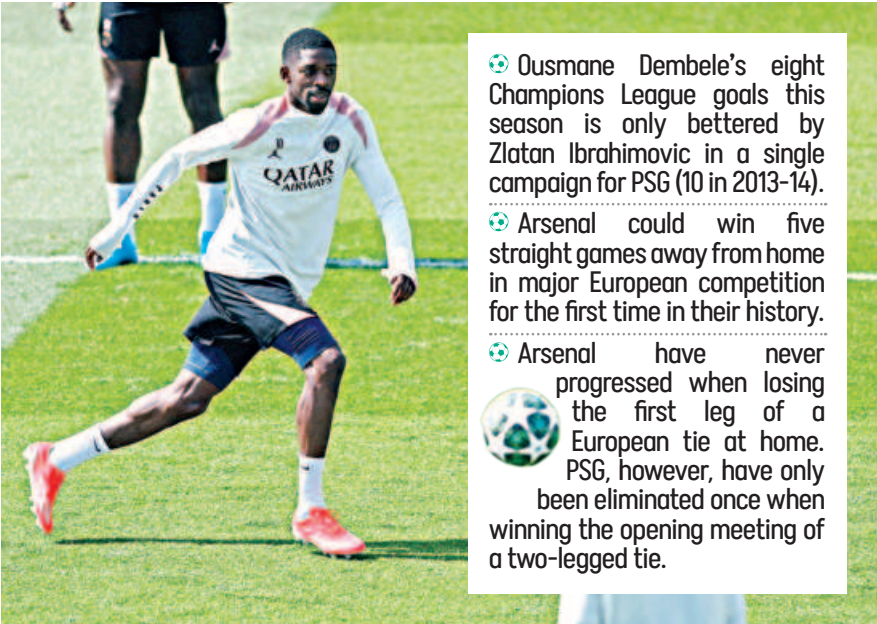 10
QATAR
AIRWAYS
Ousmane Dembele's eight
Champions League goals this
season is only bettered by
Zlatan Ibrahimovic in a single
campaign for PSG (10 in 2013-14).
Arsenal could win five
straight games away from home
in major European competition
for the first time in their history.
Arsenal have never
progressed when losing
the first leg of a
European tie at home.
PSG, however, have only
been eliminated once when
winning the opening meeting of
a two-legged tie.